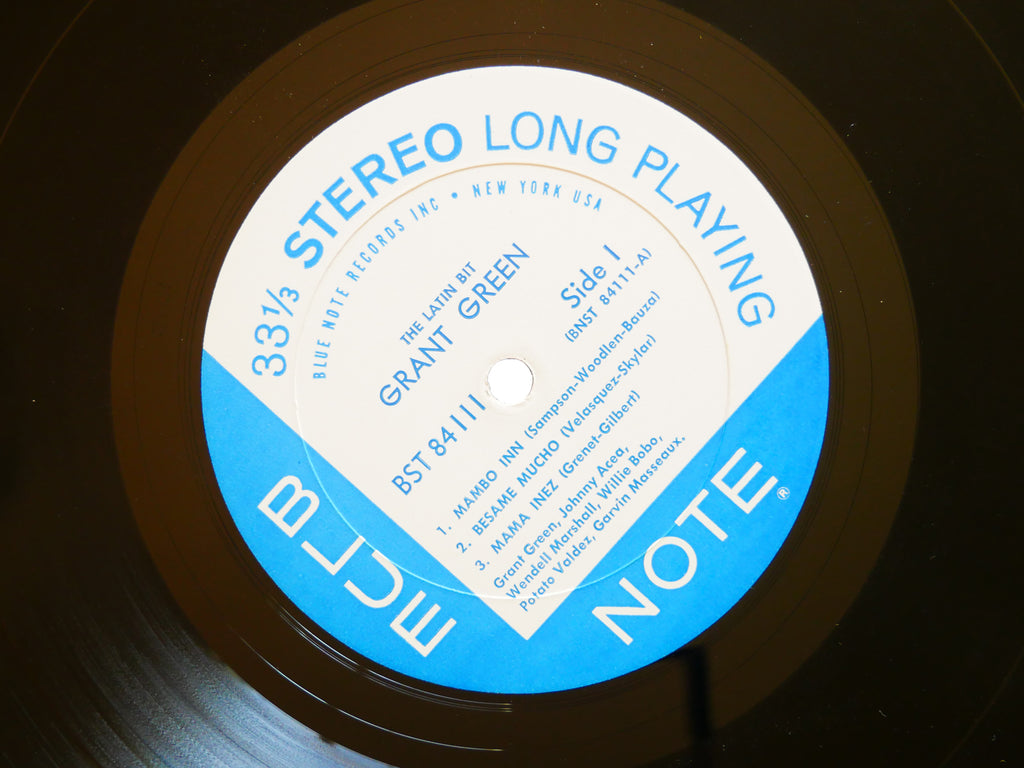 33 1/3 STEREO LONG PLAYING
BLUE NOTE RECORDS INC • NEW YORK USA
THE LATIN BIT
GRANT GREEN
BST 84111
Side 1
(BNST 84111-A)
1. MAMBO INN (Sampson-Woodlen-Bauza)
2. BESAME MUCHO (Velasquez-Skylar)
3. MAMA INEZ (Grenet-Gilbert)
Grant Green, Johnny Acea,
Wendell Marshall, Willie Bobo,
Potato Valdez, Garvin Masseaux.
BLUE NOTE®